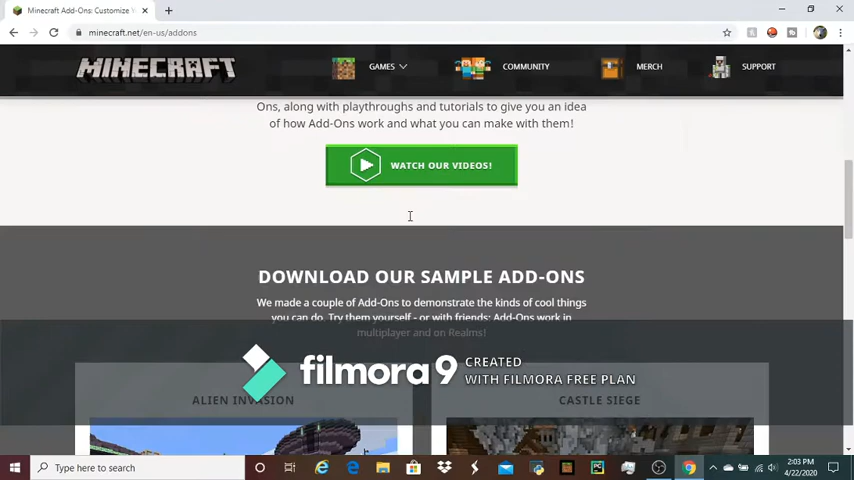 Minecraft Add-Ons: Customize Y
minecraft.net/en-us/addons
MINECRAFT
GAMES
COMMUNITY
MERCH
SUPPORT
Ons, along with playthroughs and tutorials to give you an idea
of how Add-Ons work and what you can make with them!
WATCH OUR VIDEOS!
DOWNLOAD OUR SAMPLE ADD-ONS
We made a couple of Add-Ons to demonstrate the kinds of cool things
you can do. Try them yourself - or with friends: Add-Ons work in
multiplayer and on Realms!
filmora9
CREATED
WITH FILMORA FREE PLAN
ALIEN INVASION
CASTLE SIEGE
Type here to search
2:03 PM
4/22/2020